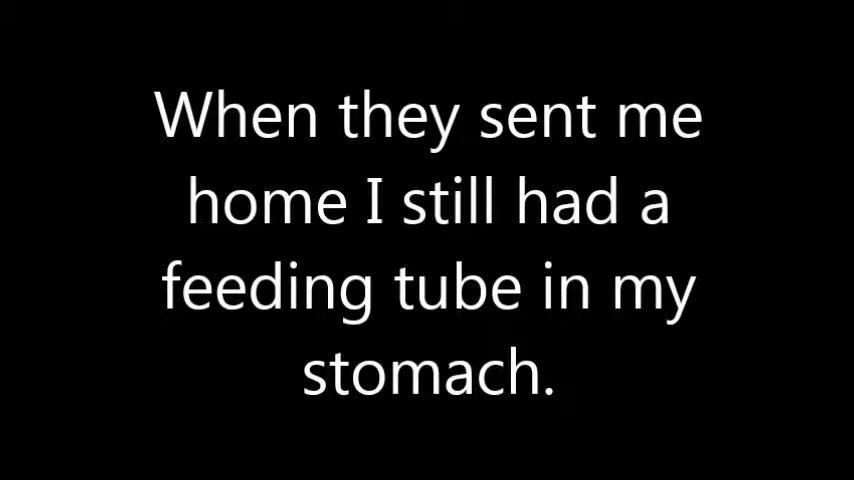 When they sent me
home I still had a
feeding tube in my
stomach.